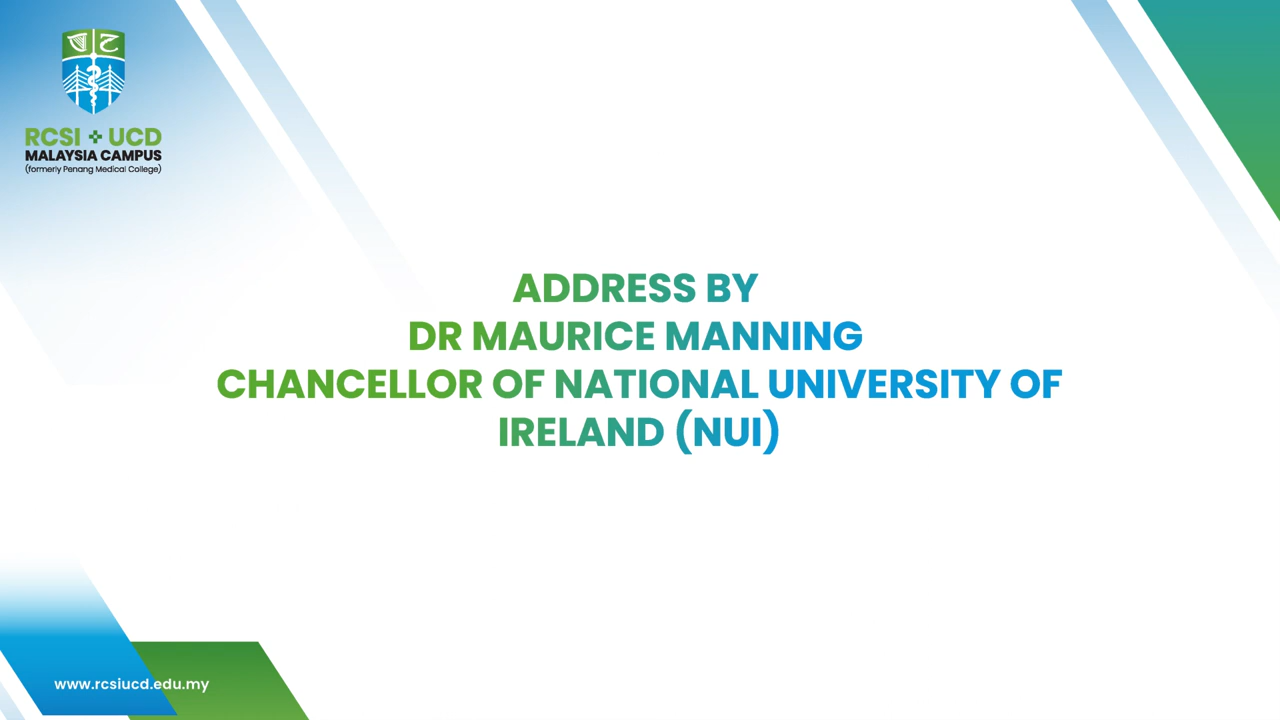 RCSI UCD
MALAYSIA CAMPUS
(formerly Penang Medical College)
ADDRESS BY
DR MAURICE MANNING
CHANCELLOR OF NATIONAL UNIVERSITY OF
IRELAND (NUI)
www.rcsiucd.edu.my